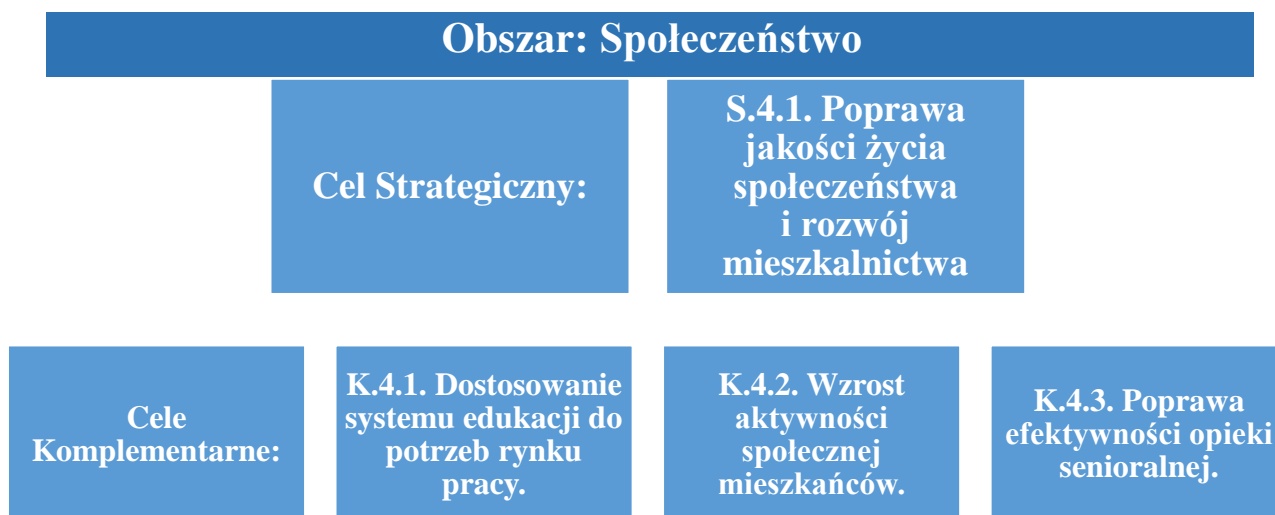 Obszar: Społeczeństwo
Cel Strategiczny:
S.4.1. Poprawa
jakości życia
społeczeństwa
i rozwój
mieszkalnictwa
Cele
Komplementarne:
K.4.1. Dostosowanie
systemu edukacji do
potrzeb rynku
pracy.
K.4.2. Wzrost
aktywności
społecznej
mieszkańców.
K.4.3. Poprawa
efektywności opieki
senioralnej.